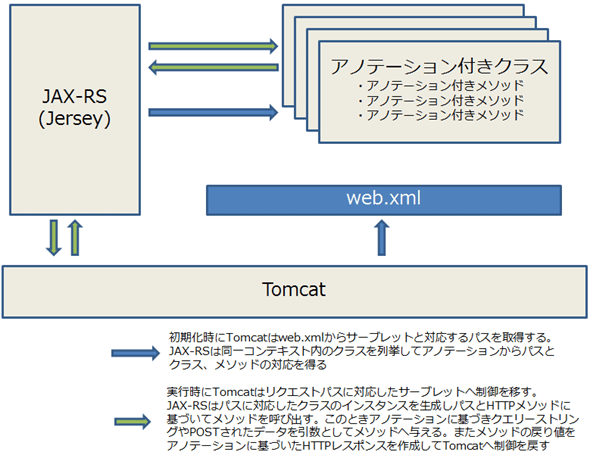 JAX-RS
(Jersey)
アノテーション付きクラス
・アノテーション付きメソッド
・アノテーション付きメソッド
・アノテーション付きメソッド
web.xml
Tomcat
初期化時にTomcatはweb.xmlからサーブレットと対応するパスを取得する。
JAX-RSは同一コンテキスト内のクラスを列挙してアノテーションからパスと
クラス、メソッドの対応を得る
実行時にTomcatはリクエストパスに対応したサーブレットへ制御を移す。
JAX-RSはパスに対応したクラスのインスタンスを生成しパスとHTTPメソッドに
基づいてメソッドを呼び出す。このときアノテーションに基づきクエリーストリン
グやPOSTされたデータを引数としてメソッドへ与える。またメソッドの戻り値を
アノテーションに基づいたHTTPレスポンスを作成してTomcatへ制御を戻す